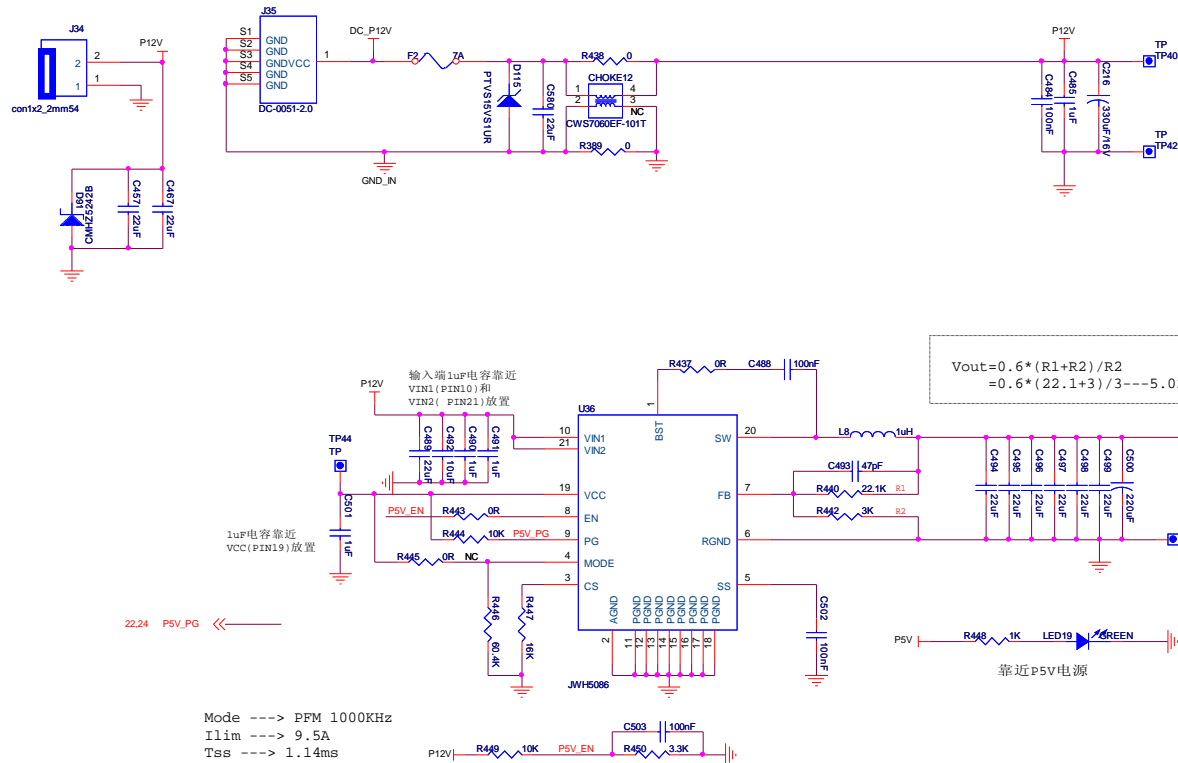 J34
P12V
2
2
1
1
con1x2_2mm54
J35
S1
GND
S2
GND
S3
GNDVCC
S4
GND
S5
GND
1
DC-0051-2.0
DC_P12V
F2
7A
D115
PTVS15VS1UR
C580
22uF
R438
0
CHOKE12
1
4
2
3
NC
CWS7060EF-101T
R389
0
GND_IN
P12V
C484
100nF
C485
1uF
C216
330uF/16V
TP
TP40
TP
TP42
D91
CMHZ5242B
C457
22uF
C467
22uF
Vout=0.6*(R1+R2)/R2
=0.6*(22.1+3)/3---5.0
P12V
输入端1uF电容靠近
VIN1(PIN10)和
VIN2( PIN21)放置
C489
22uF
C492
10uF
C490
1uF
C491
1uF
R437
0R
C488
100nF
U36
1
BST
10
VIN1
21
VIN2
19
VCC
8
EN
9
PG
4
MODE
3
CS
SW
20
FB
7
RGND
6
SS
5
AGND
PGND
PGND
PGND
PGND
PGND
PGND
PGND
PGND
2
11
12
13
14
15
16
17
18
JWH5086
TP44
TP
C501
1uF
1uF电容靠近
VCC(PIN19)放置
P5V_EN
R443
0R
R444
10K
P5V_PG
R445
0R
NC
R446
60.4K
R447
16K
L8
1uH
C493
47pF
R440
22.1K
R1
R442
3K
R2
C494
22uF
C495
22uF
C496
22uF
C497
22uF
C498
22uF
C499
22uF
C500
220uF
C502
100nF
22,24
P5V_PG
P5V
R448
1K
LED19
GREEN
靠近P5V电源
Mode ---> PFM 1000KHz
Ilim ---> 9.5A
Tss ---> 1.14ms
P12V
R449
10K
P5V_EN
C503
100nF
R450
3.3K